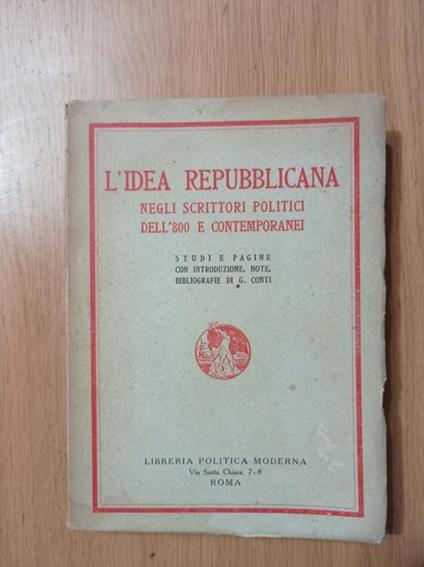 L'IDEA REPUBBLICANA
NEGLI SCRITTORI POLITICI
DELL'800 E CONTEMPORANEI
STUDI E PAGINE
CON INTRODUZIONE, NOTE,
BIBLIOGRAFIE DI G. CONTI
LIBRERIA POLITICA MODERNA
Via Santa Chiara, 7-8
ROMA